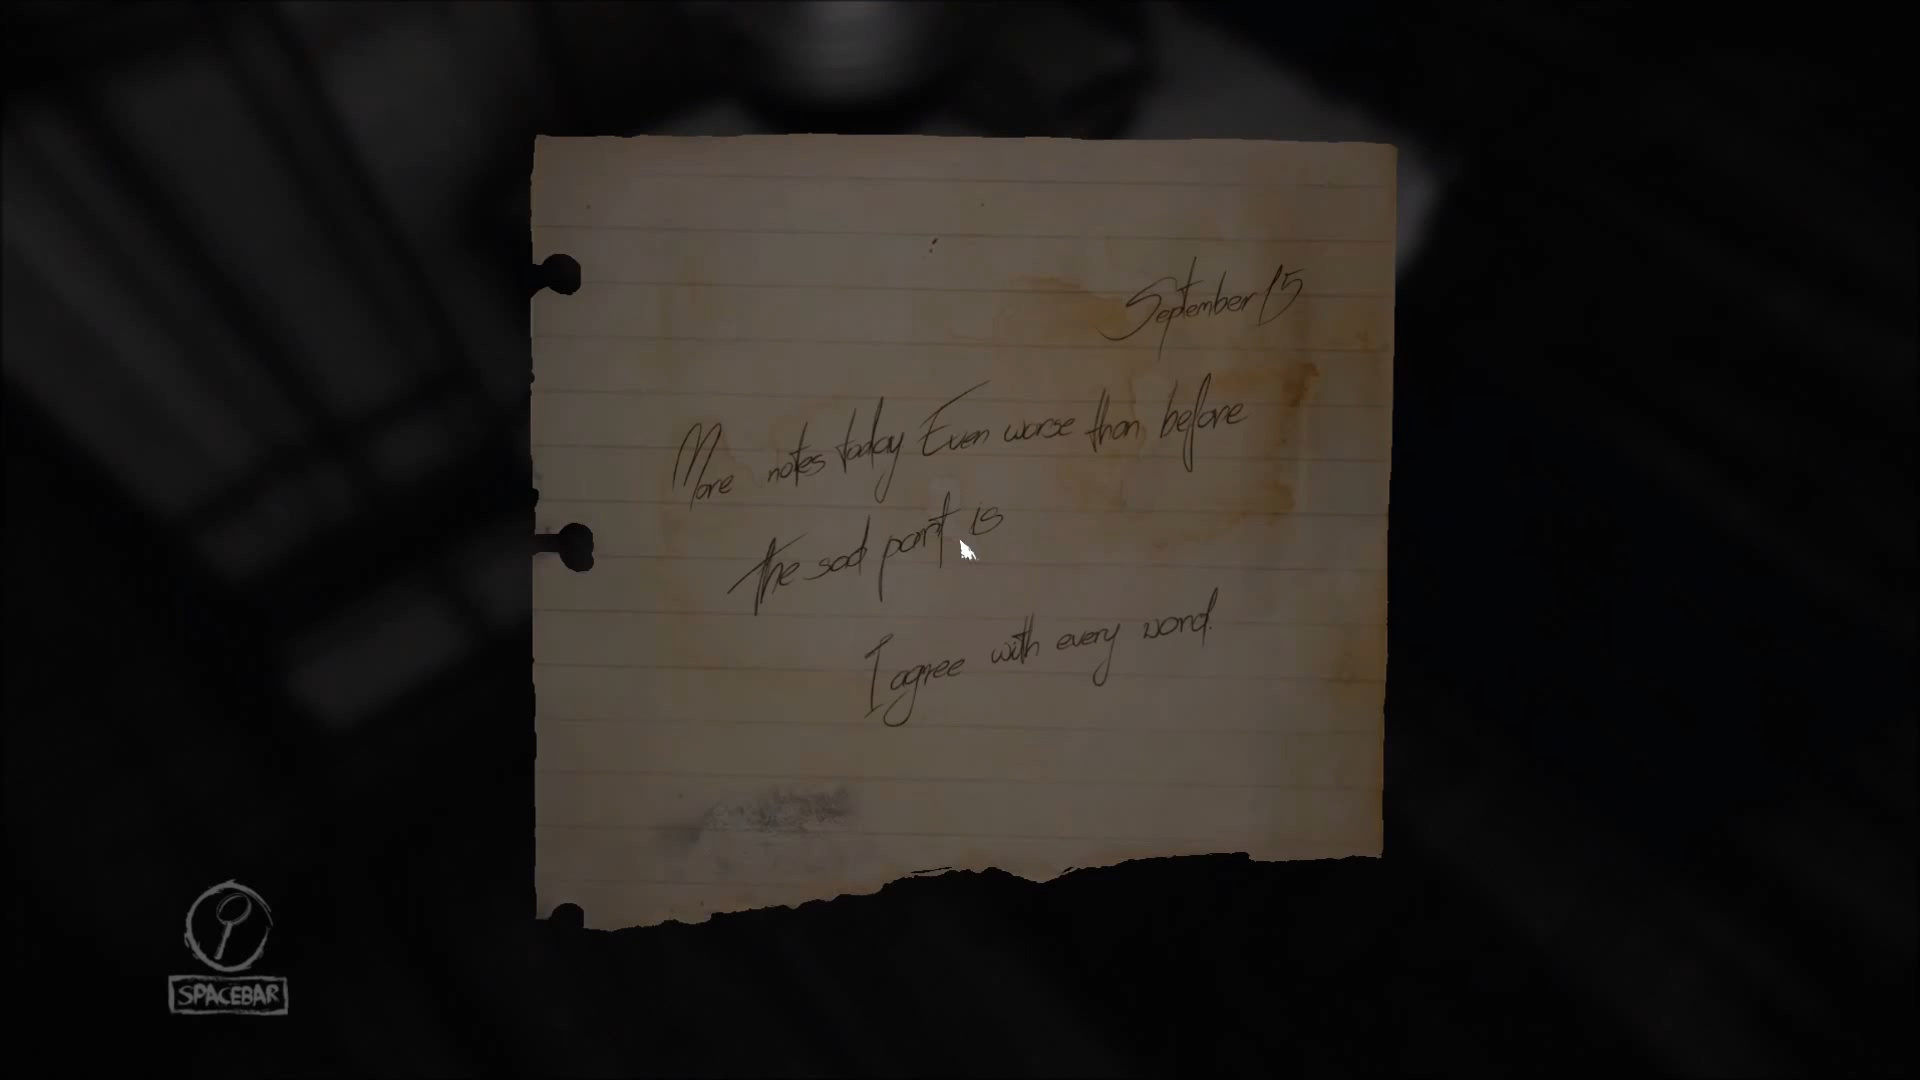 September 15
More notes today Even worse than before
the sad part is
I agree with every word.
SPACEBAR